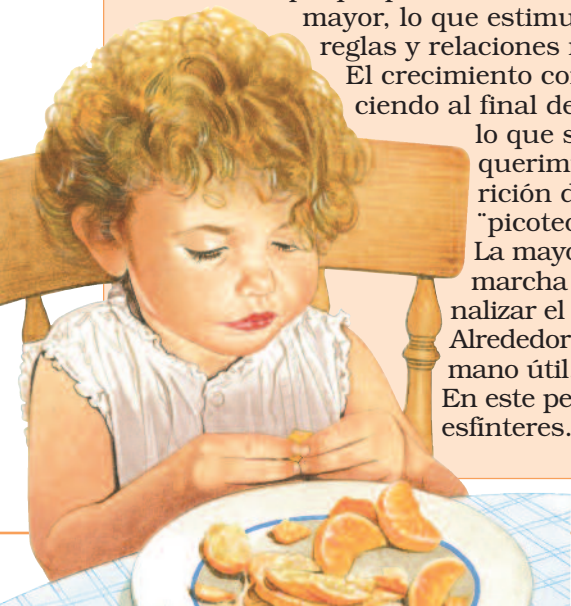 mayor, lo que estimu
reglas y relaciones
El crecimiento co
ciendo al final de
lo que s
querim
rición d
¨picoteo
La mayo
marcha
nalizar el
Alrededor
mano útil
En este pe
esfinteres.